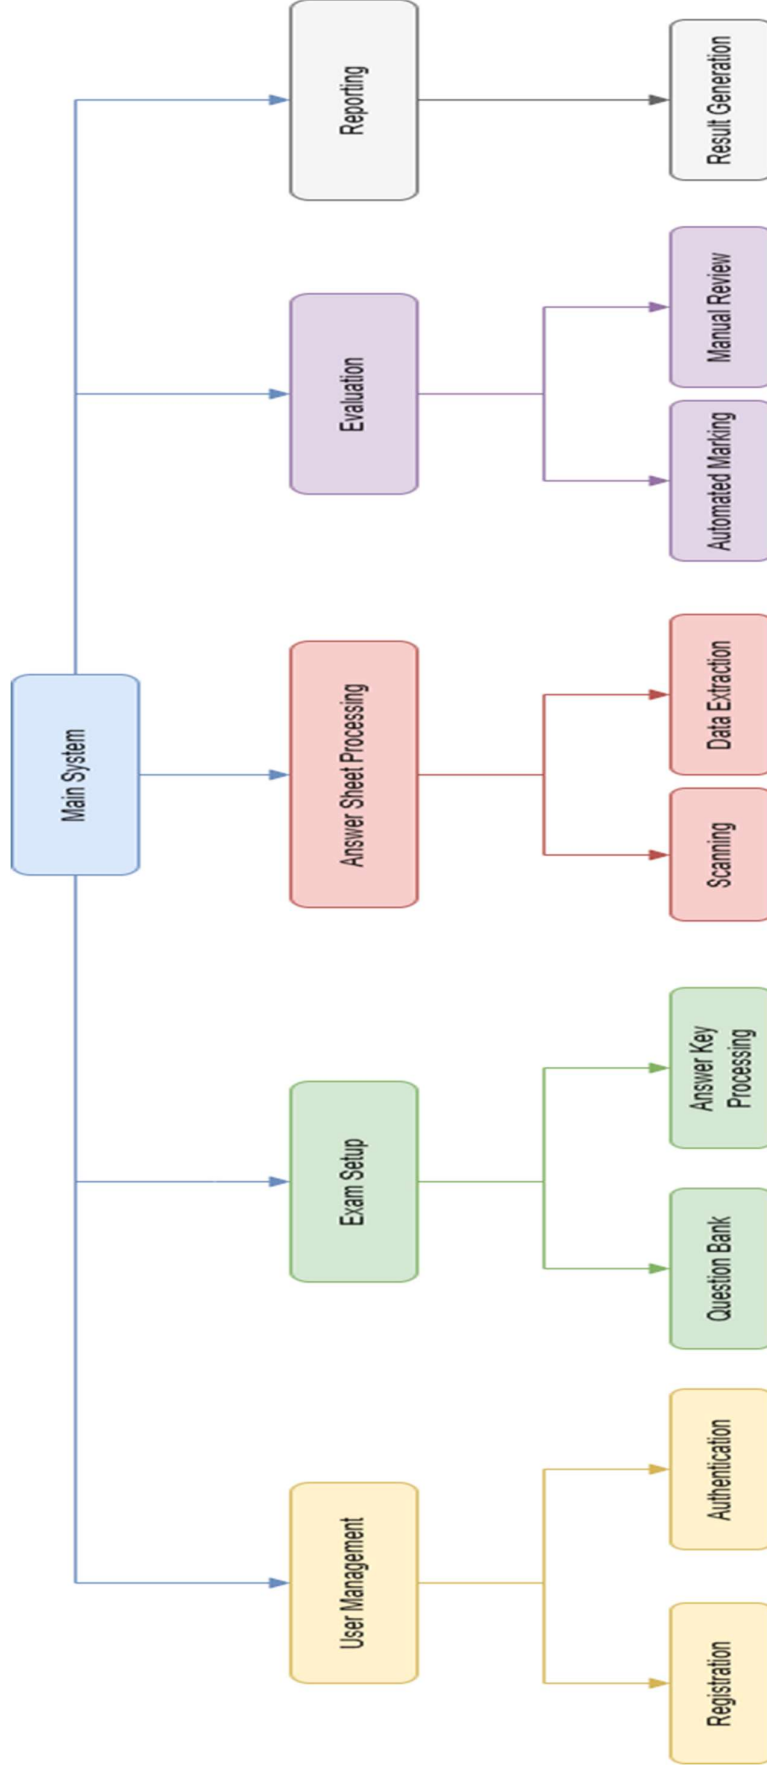 Main System
User Management
Exam Setup
Answer Sheet Processing
Evaluation
Reporting
Registration
Authentication
Question Bank
Answer Key
Processing
Scanning
Data Extraction
Automated Marking
Manual Review
Result Generation